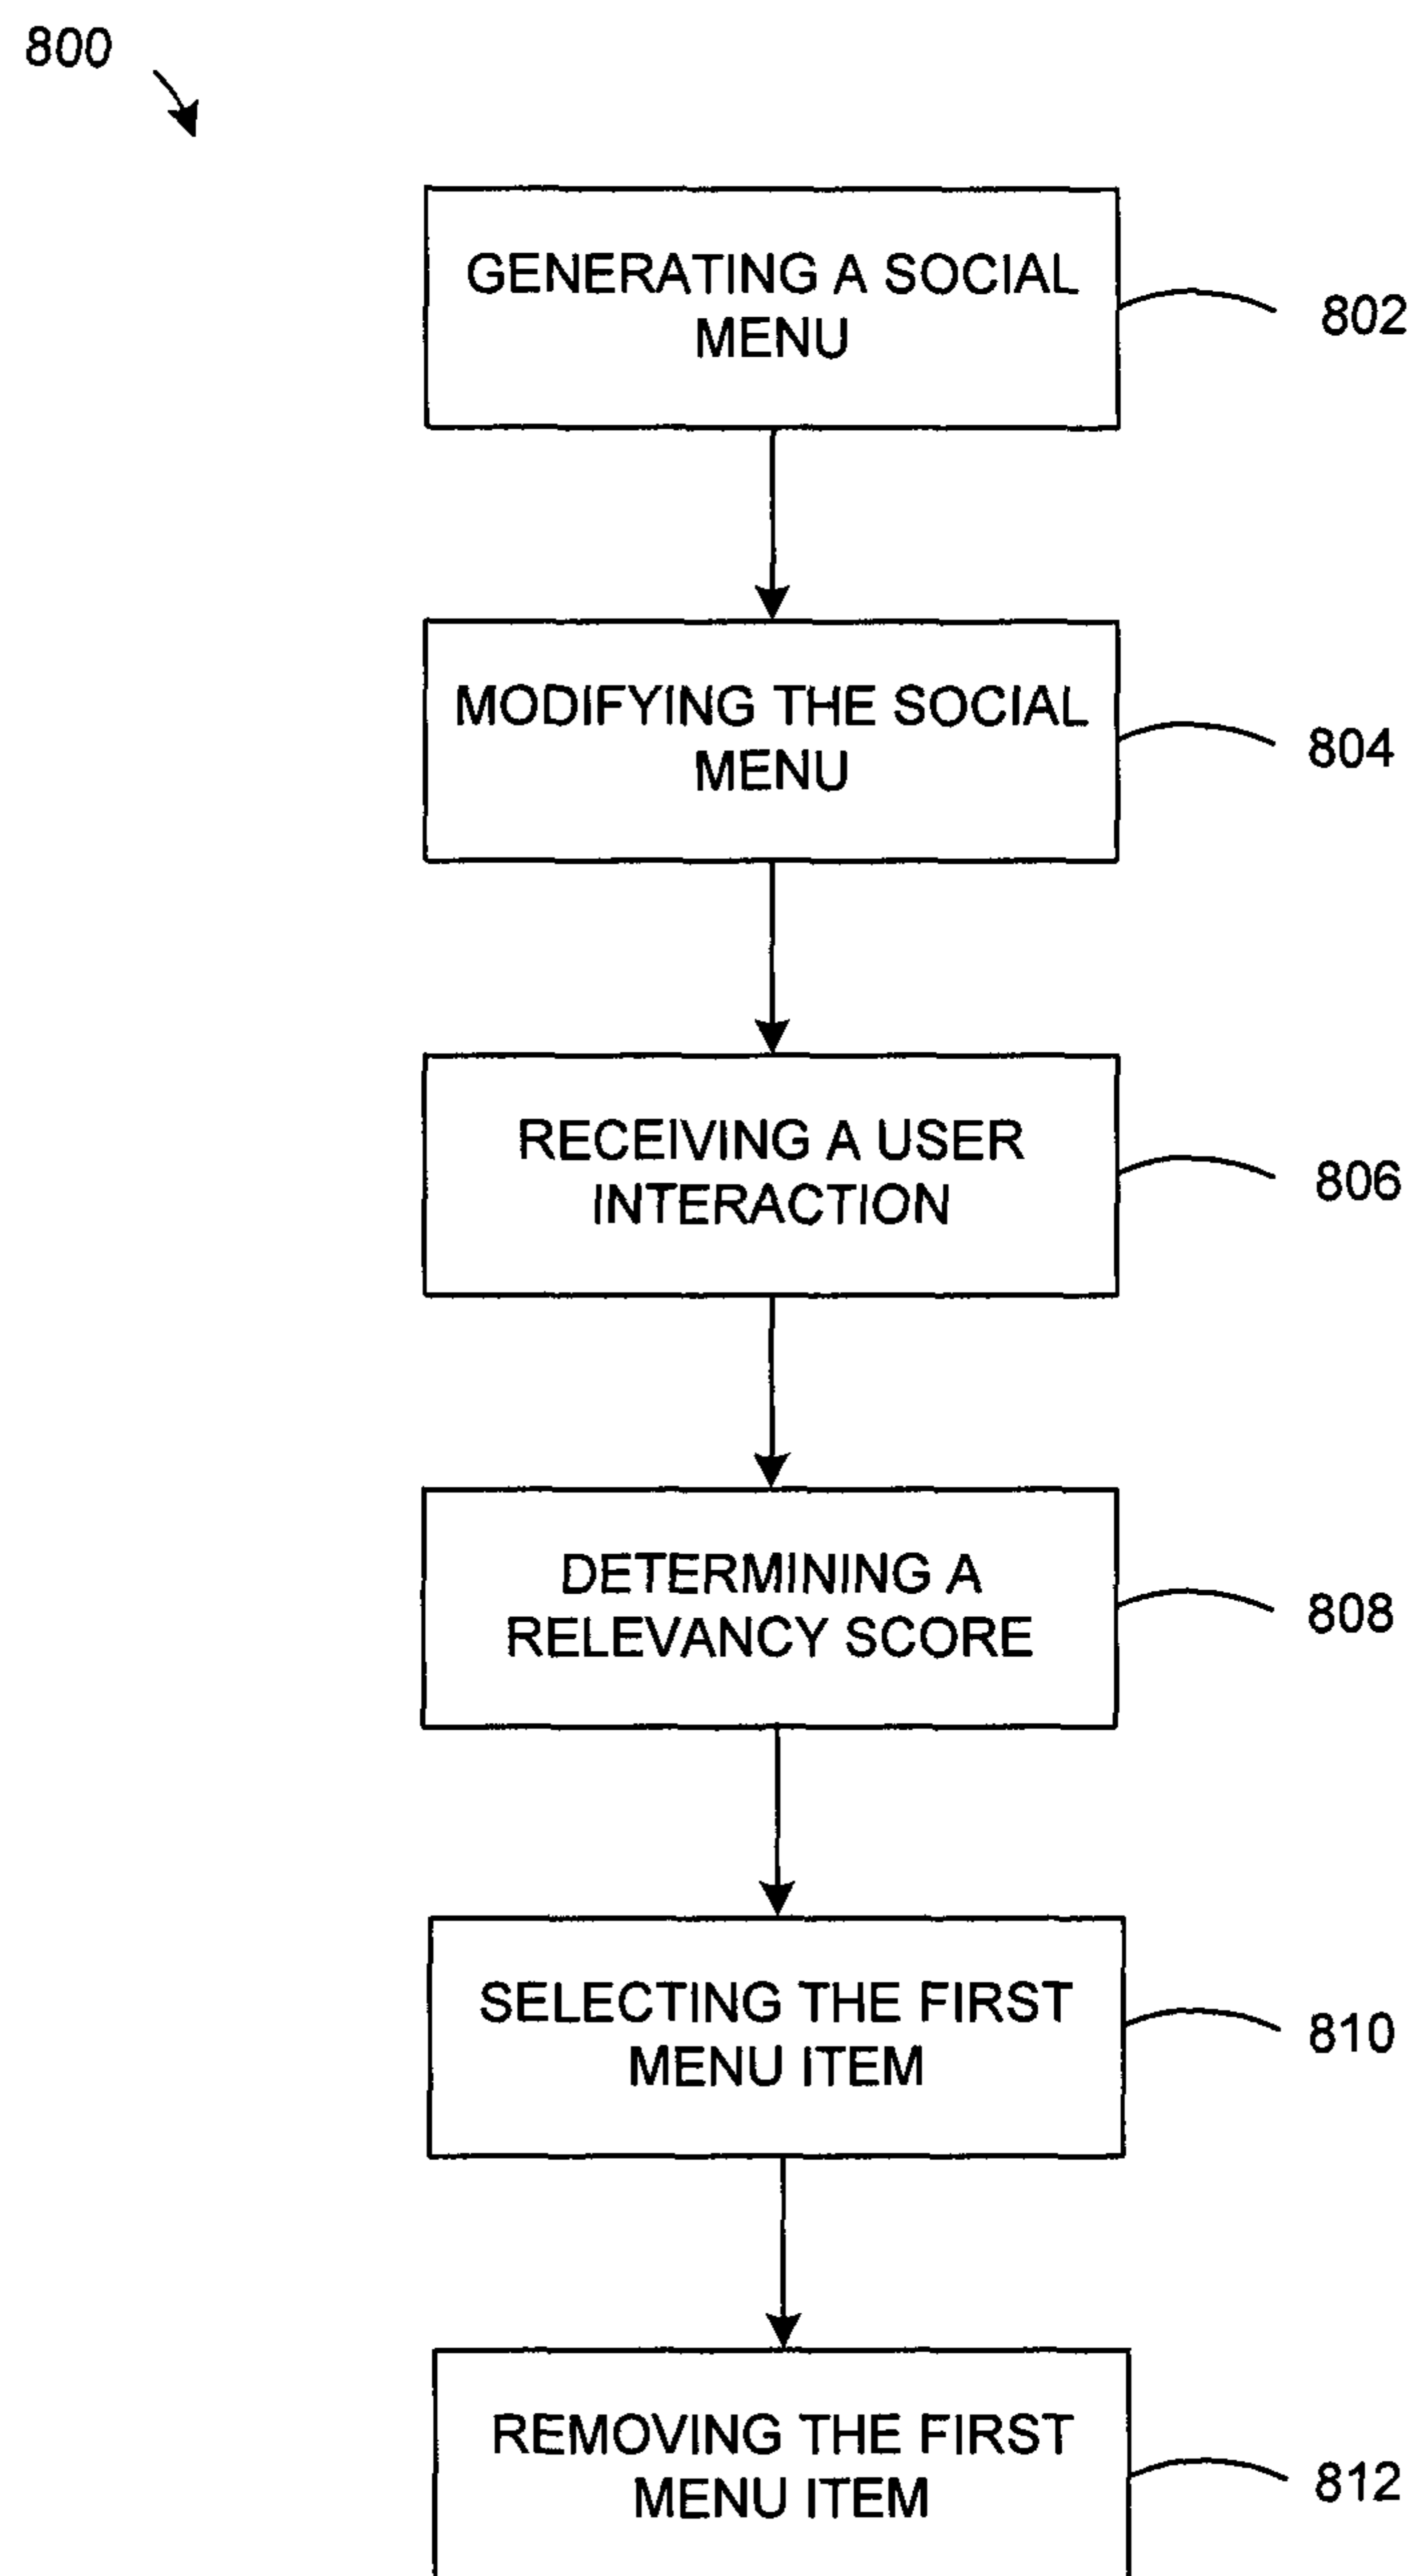 800
GENERATING A SOCIAL
MENU
802
MODIFYING THE SOCIAL
MENU
804
RECEIVING A USER
INTERACTION
806
DETERMINING A
RELEVANCY SCORE
808
SELECTING THE FIRST
MENU ITEM
810
REMOVING THE FIRST
MENU ITEM
812